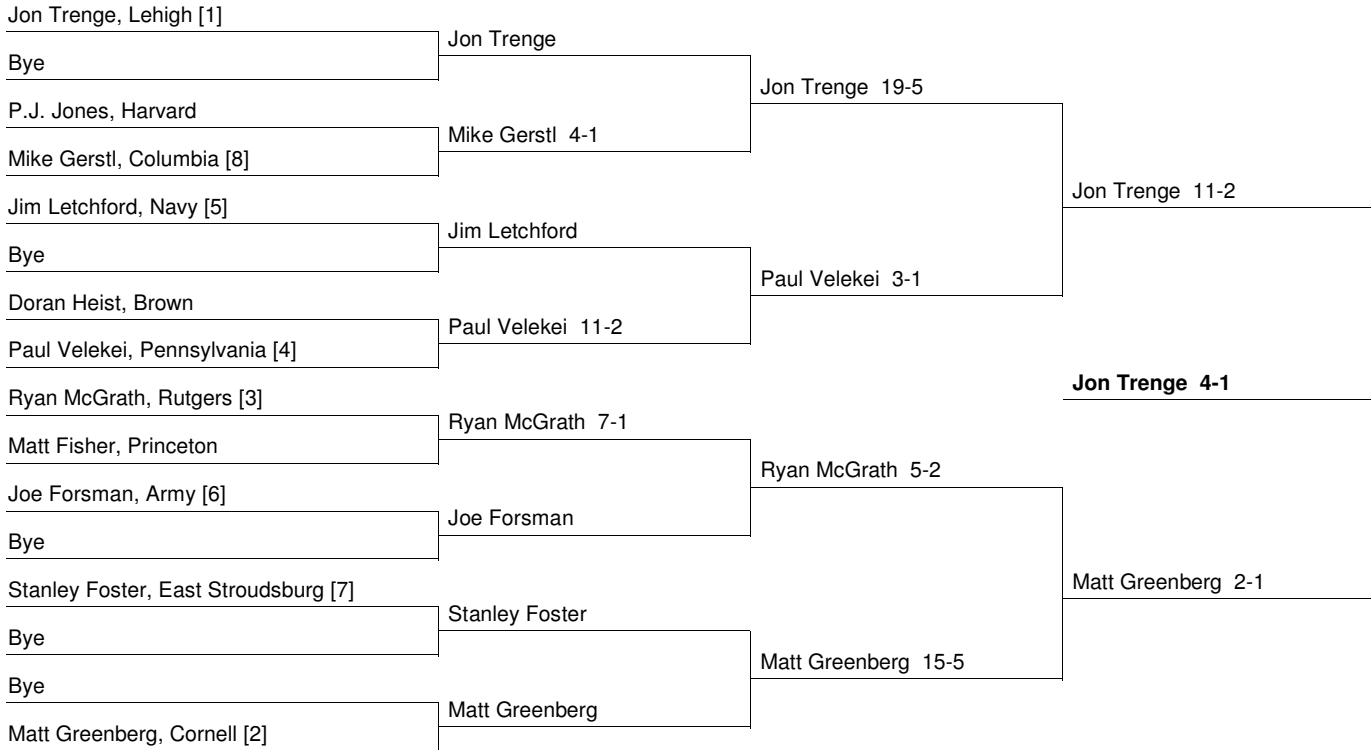 Jon Trenge, Lehigh [1]
Bye
P.J. Jones, Harvard
Mike Gerstl, Columbia [8]
Jim Letchford, Navy [5]
Bye
Doran Heist, Brown
Paul Velekei, Pennsylvania [4]
Ryan McGrath, Rutgers [3]
Matt Fisher, Princeton
Joe Forsman, Army [6]
Bye
Stanley Foster, East Stroudsburg [7]
Bye
Bye
Matt Greenberg, Cornell [2]
Jon Trenge
Mike Gerstl 4-1
Jim Letchford
Paul Velekei 11-2
Ryan McGrath 7-1
Joe Forsman
Stanley Foster
Matt Greenberg
Jon Trenge 19-5
Paul Velekei 3-1
Ryan McGrath 5-2
Matt Greenberg 15-5
Jon Trenge 11-2
Jon Trenge 4-1
Matt Greenberg 2-1